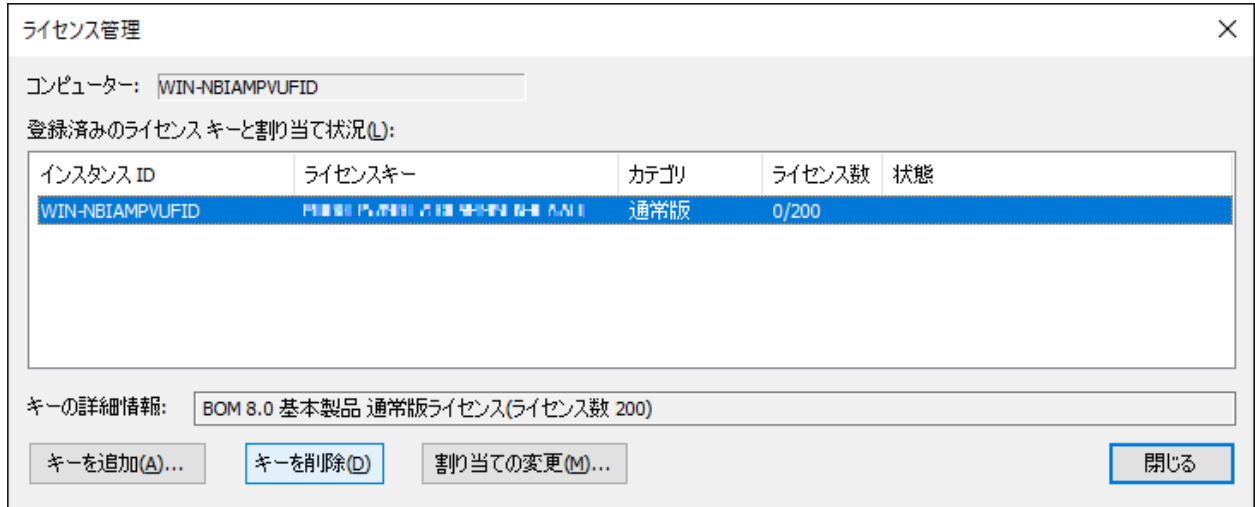 ライセンス管理
コンピューター: WIN-NBIAMPVUFID
登録済みのライセンス キーと割り当て状況(L):
インスタンス ID ライセンスキー カテゴリ ライセンス数 状態
WIN-NBIAMPVUFID 通常版 0/200
キーの詳細情報: BOM 8.0 基本製品 通常版ライセンス(ライセンス数 200)
キーを追加(A)... キーを削除(D) 割り当ての変更(M)... 閉じる